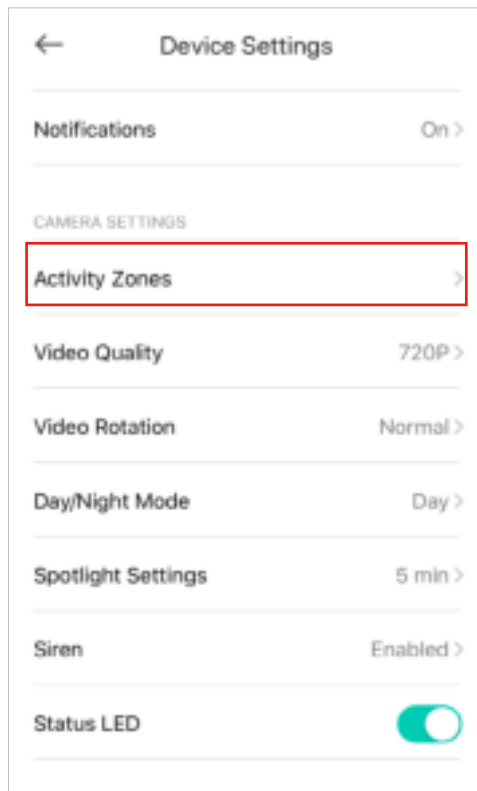 Device Settings
Notifications On
CAMERA SETTINGS
Activity Zones
Video Quality 720P
Video Rotation Normal
Day/Night Mode Day
Spotlight Settings 5 min
Siren Enabled
Status LED